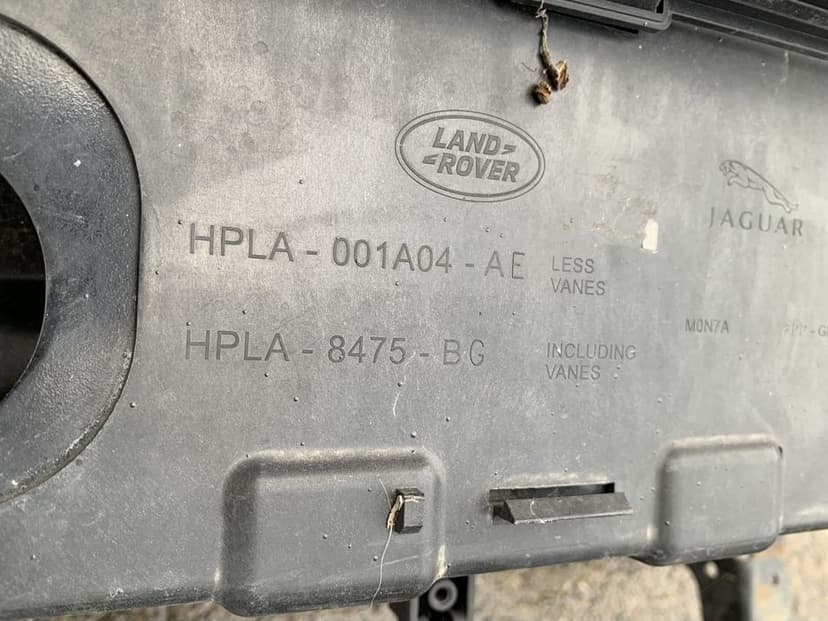 LAND
ROVER
JAGUAR
HPLA - 001A04 - AE LESS
VANES
HPLA - 8475 - BG INCLUDING
VANES
M0N7A